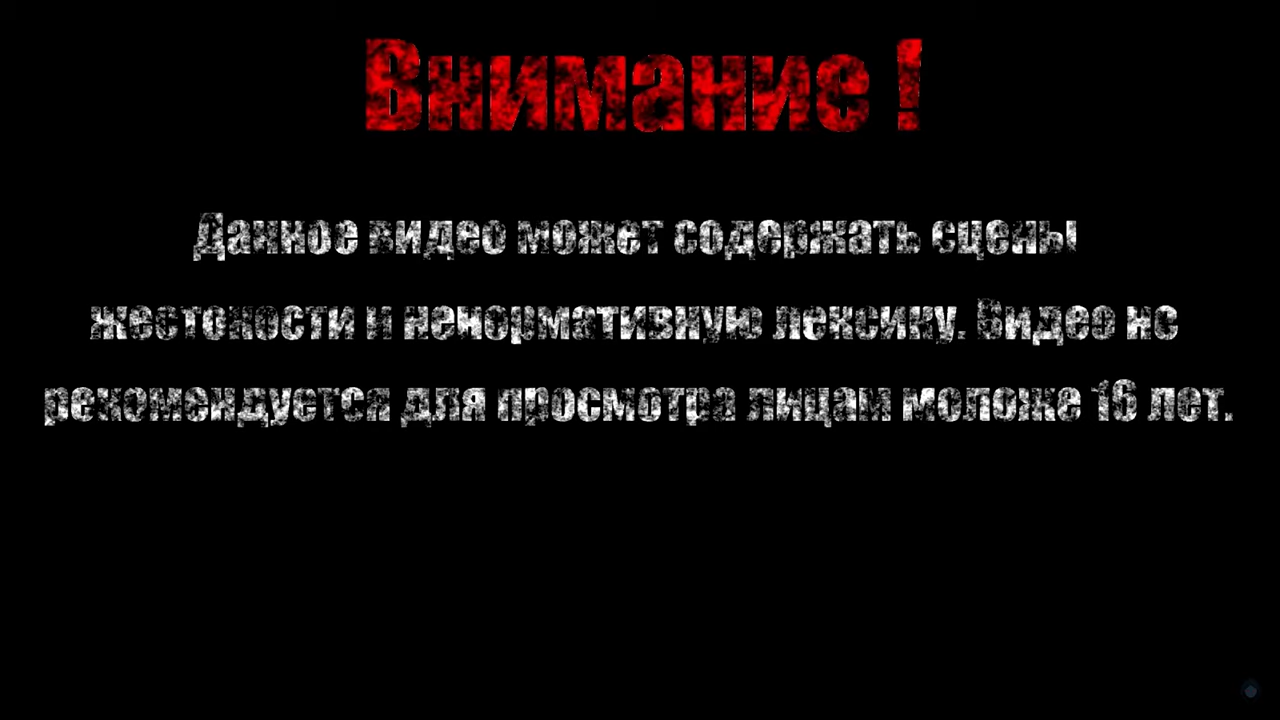 Внимание !
Данное видео может содержать сцены
жестокости и ненормативную лексику. Видео не
рекомендуется для просмотра лицам моложе 16 лет.